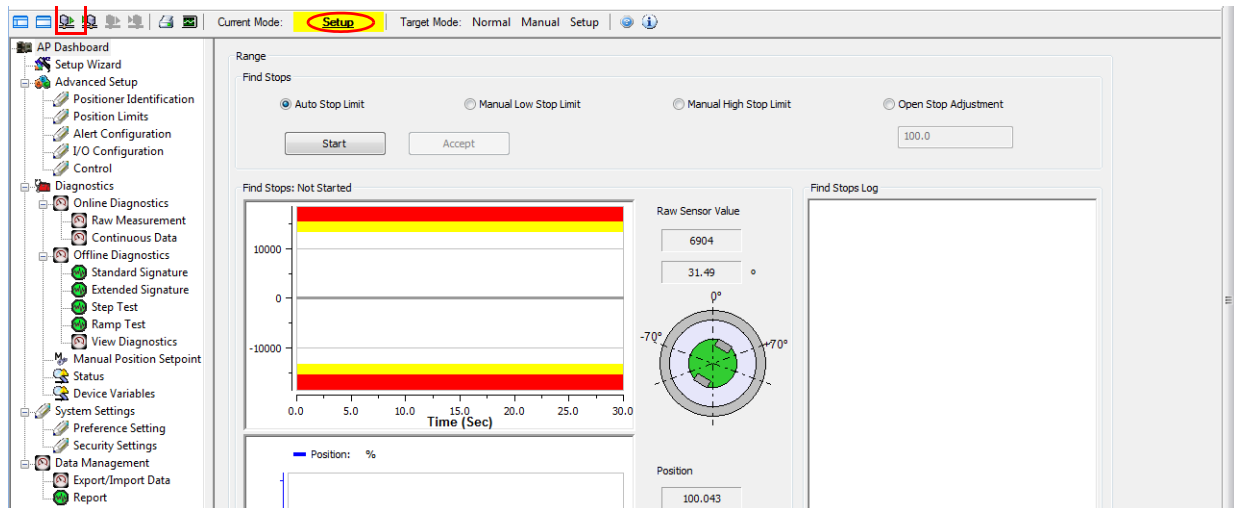 Current Mode: Setup Target Mode: Normal Manual Setup
AP Dashboard
Setup Wizard
Advanced Setup
Positioner Identification
Position Limits
Alert Configuration
I/O Configuration
Control
Diagnostics
Online Diagnostics
Raw Measurement
Continuous Data
Offline Diagnostics
Standard Signature
Extended Signature
Step Test
Ramp Test
View Diagnostics
Manual Position Setpoint
Status
Device Variables
System Settings
Preference Setting
Security Settings
Data Management
Export/Import Data
Report
Range
Find Stops
Auto Stop Limit Manual Low Stop Limit Manual High Stop Limit Open Stop Adjustment
Start Accept 100.0
Find Stops: Not Started
10000
0
-10000
0.0 5.0 10.0 15.0 20.0 25.0 30.0
Time (Sec)
Position: %
Raw Sensor Value
6904
31.49 °
0°
-70° +70°
Position
100.043
Find Stops Log